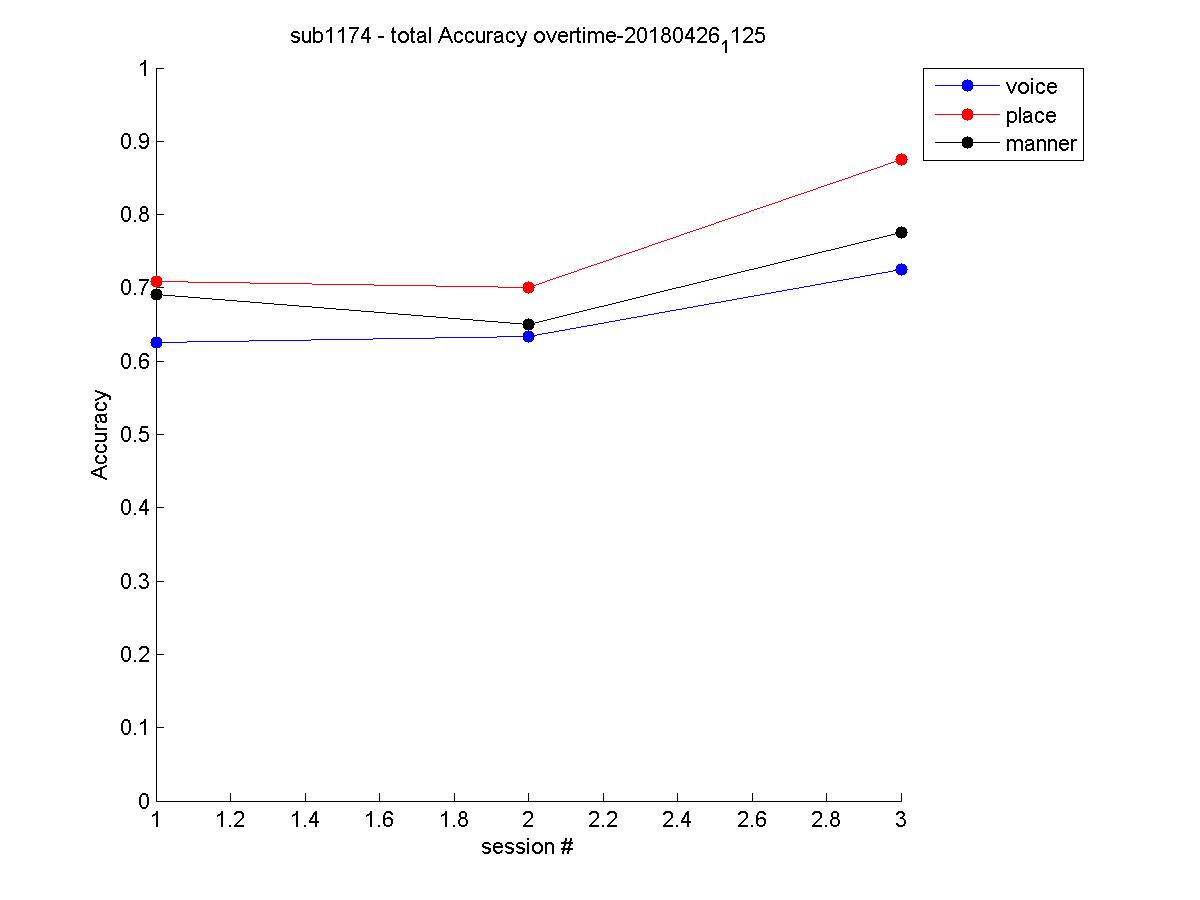 sub1174 - total Accuracy overtime-20180426₁125
voice
place
manner
1
0.9
0.8
0.7
0.6
0.5
0.4
0.3
0.2
0.1
0
Accuracy
1 1.2 1.4 1.6 1.8 2 2.2 2.4 2.6 2.8 3
session #